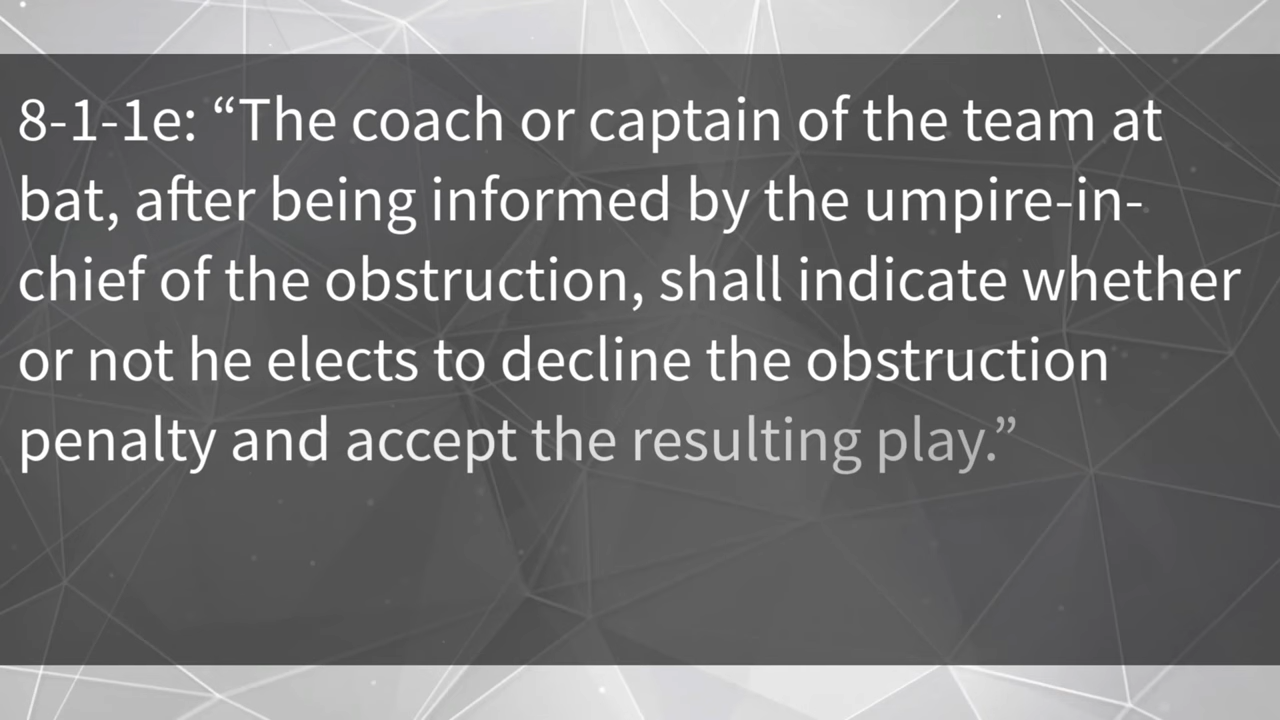 8-1-1e: “The coach or captain of the team at
bat, after being informed by the umpire-in-
chief of the obstruction, shall indicate whether
or not he elects to decline the obstruction
penalty and accept the resulting play.”